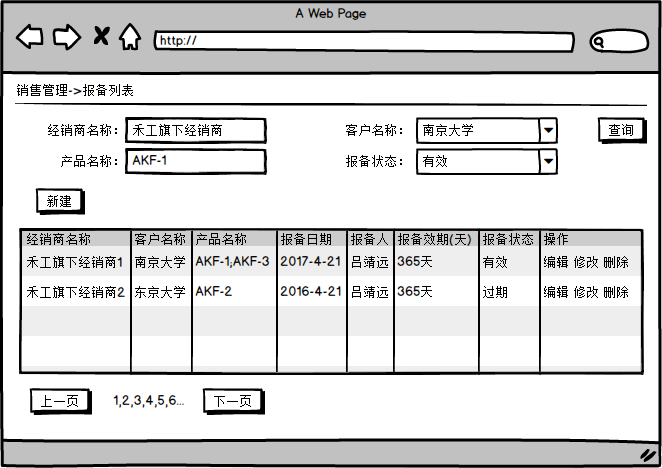 A Web Page
http://
销售管理->报备列表
经销商名称： 禾工旗下经销商 客户名称： 南京大学 查询
产品名称： AKF-1 报备状态： 有效
新建
经销商名称 客户名称 产品名称 报备日期 报备人 报备效期(天) 报备状态 操作
禾工旗下经销商1 南京大学 AKF-1,AKF-3 2017-4-21 吕靖远 365天 有效 编辑 修改 删除
禾工旗下经销商2 东京大学 AKF-2 2016-4-21 吕靖远 365天 过期 编辑 修改 删除
上一页 1,2,3,4,5,6... 下一页